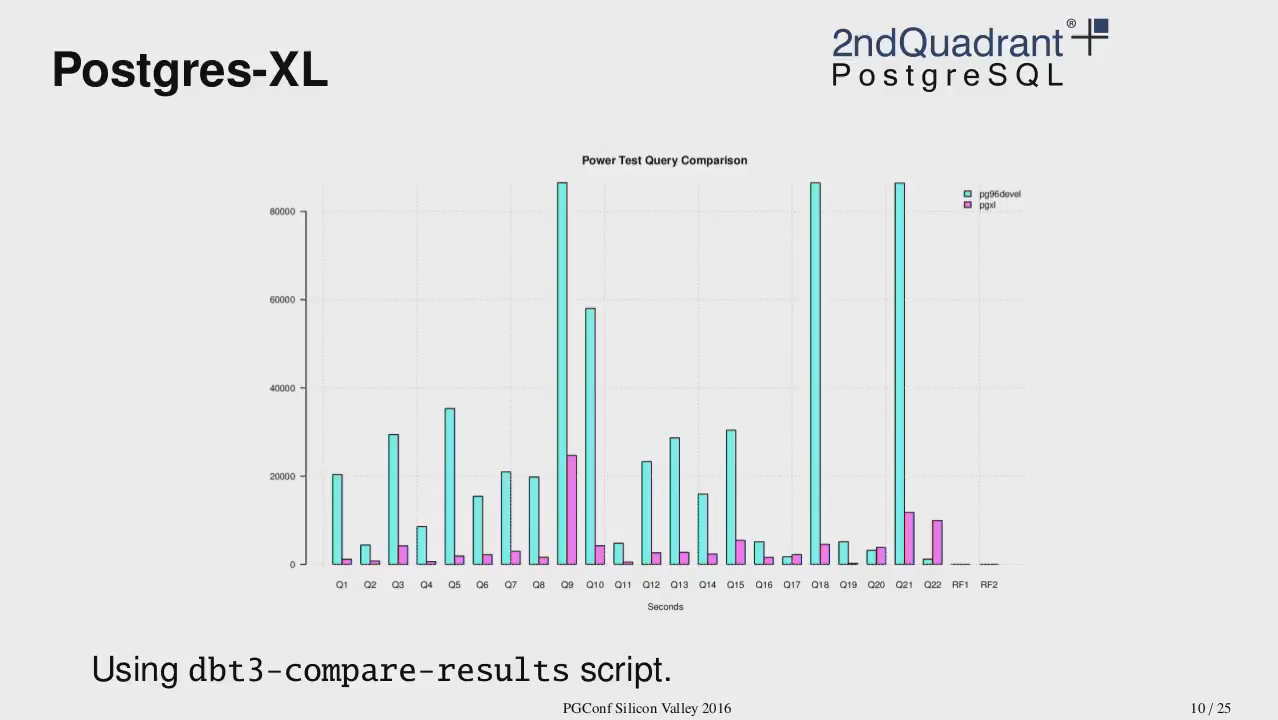 Postgres-XL
2ndQuadrant®
PostgreSQL
Power Test Query Comparison
pg96devel
pgxl
80000
60000
40000
20000
0
Q1 Q2 Q3 Q4 Q5 Q6 Q7 Q8 Q9 Q10 Q11 Q12 Q13 Q14 Q15 Q16 Q17 Q18 Q19 Q20 Q21 Q22 RF1 RF2
Seconds
Using dbt3-compare-results script.
PGConf Silicon Valley 2016
10 / 25